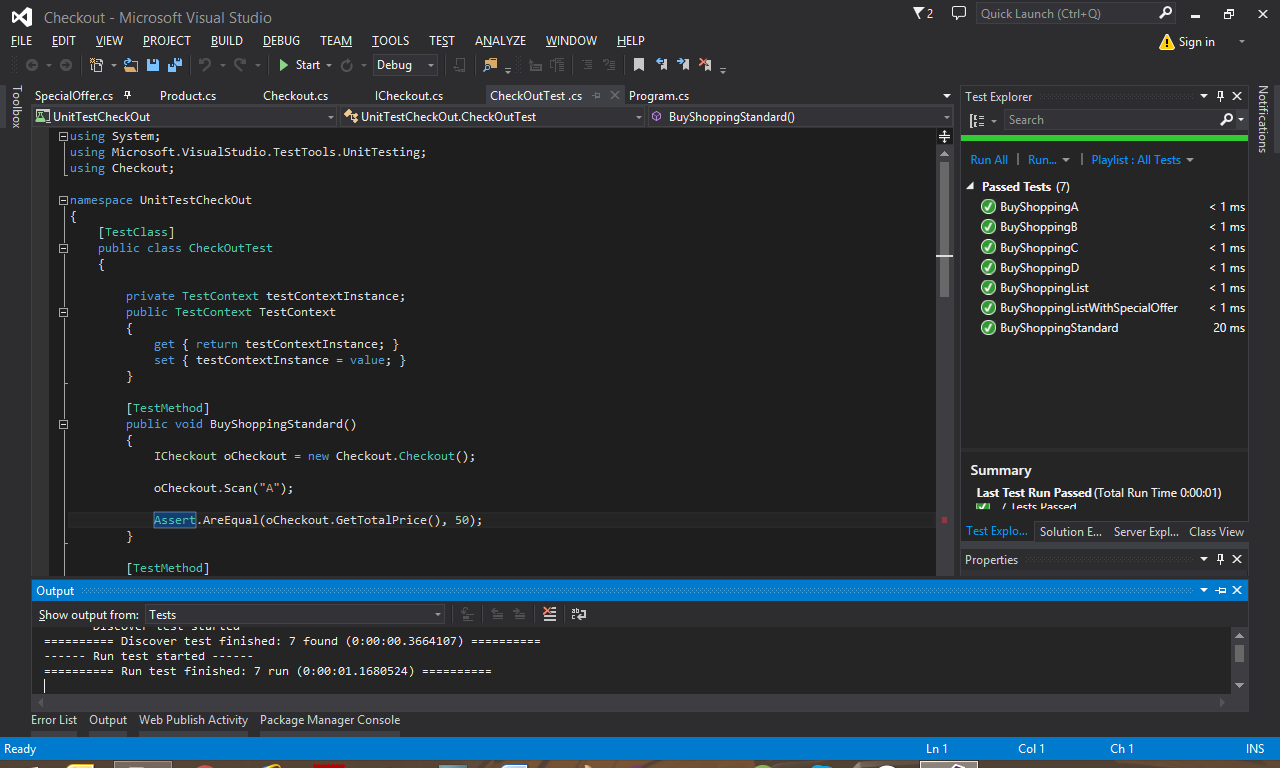 Checkout - Microsoft Visual Studio
2
Quick Launch (Ctrl+Q)
FILE EDIT VIEW PROJECT BUILD DEBUG TEAM TOOLS TEST ANALYZE WINDOW HELP
Sign in
Start
Debug
Toolbox
SpecialOffer.cs Product.cs Checkout.cs ICheckout.cs CheckOutTest .cs Program.cs
UnitTestCheckOut UnitTestCheckOut.CheckOutTest BuyShoppingStandard()
using System;
using Microsoft.VisualStudio.TestTools.UnitTesting;
using Checkout;
namespace UnitTestCheckOut
{
[TestClass]
public class CheckOutTest
{
private TestContext testContextInstance;
public TestContext TestContext
{
get { return testContextInstance; }
set { testContextInstance = value; }
}
[TestMethod]
public void BuyShoppingStandard()
{
ICheckout oCheckout = new Checkout.Checkout();
oCheckout.Scan("A");
Assert.AreEqual(oCheckout.GetTotalPrice(), 50);
}
[TestMethod]
Test Explorer
Search
Run All | Run... | Playlist : All Tests
Passed Tests (7)
BuyShoppingA < 1 ms
BuyShoppingB < 1 ms
BuyShoppingC < 1 ms
BuyShoppingD < 1 ms
BuyShoppingList < 1 ms
BuyShoppingListWithSpecialOffer < 1 ms
BuyShoppingStandard 20 ms
Summary
Last Test Run Passed (Total Run Time 0:00:01)
7 Tests Passed
Test Explo... Solution E... Server Expl... Class View
Properties
Notifications
Output
Show output from: Tests
Discover test started
========== Discover test finished: 7 found (0:00:00.3664107) ==========
------ Run test started ------
========== Run test finished: 7 run (0:00:01.1680524) ==========
Error List Output Web Publish Activity Package Manager Console
Ready
Ln 1 Col 1 Ch 1 INS